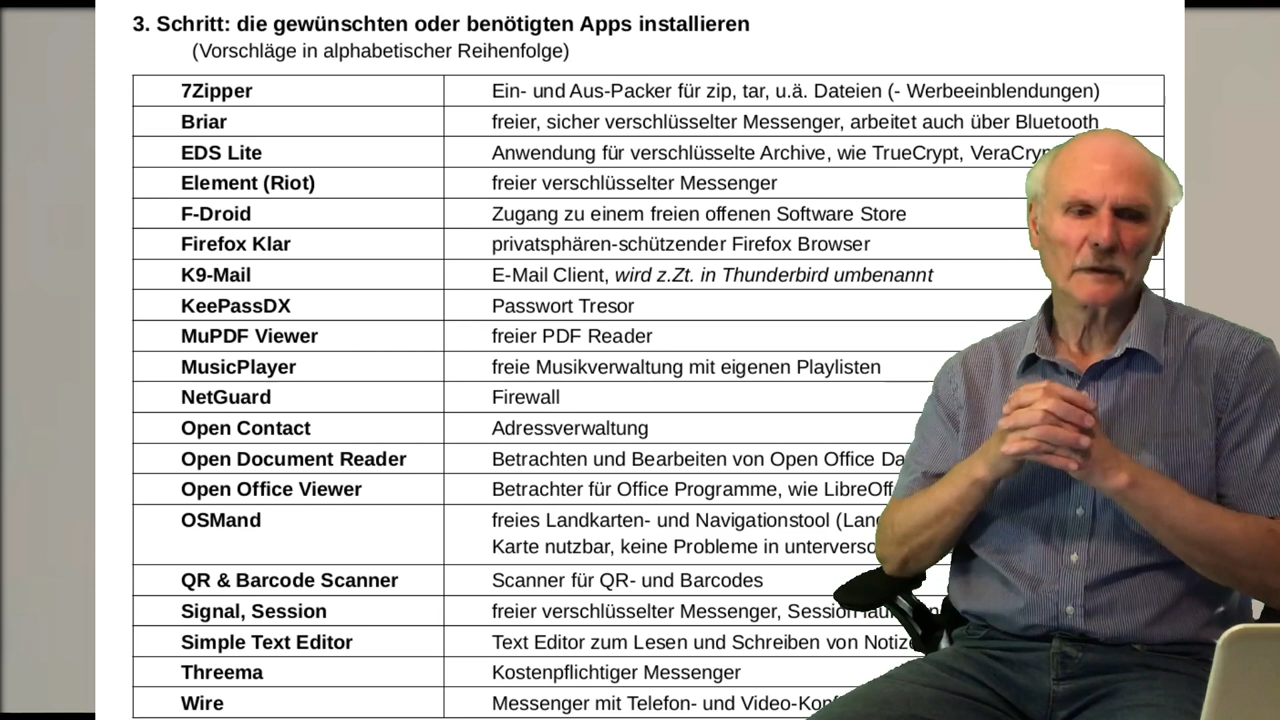 3. Schritt: die gewünschten oder benötigten Apps installieren
(Vorschläge in alphabetischer Reihenfolge)
7Zipper Ein- und Aus-Packer für zip, tar, u.ä. Dateien (- Werbeeinblendungen)
Briar freier, sicher verschlüsselter Messenger, arbeitet auch über Bluetooth
EDS Lite Anwendung für verschlüsselte Archive, wie TrueCrypt,
Element (Riot) freier verschlüsselter Messenger
F-Droid Zugang zu einem freien offenen Software Store
Firefox Klar privatsphären-schützender Firefox Browser
K9-Mail E-Mail Client, wird z.Zt. in Thunderbird umbenannt
KeePassDX Passwort Tresor
MuPDF Viewer freier PDF Reader
MusicPlayer freie Musikverwaltung mit eigenen Playlisten
NetGuard Firewall
Open Contact Adressverwaltung
Open Document Reader Betrachten und Bearbeiten von Open Office
Open Office Viewer Betrachter für Office Programme, wie
OSMand freies Landkarten- und Navigationstool
Karte nutzbar, keine Probleme in
QR & Barcode Scanner Scanner für QR- und Barcodes
Signal, Session freier verschlüsselter Messenger, Session
Simple Text Editor Text Editor zum Lesen und Schreiben von
Threema Kostenpflichtiger Messenger
Wire Messenger mit Telefon- und